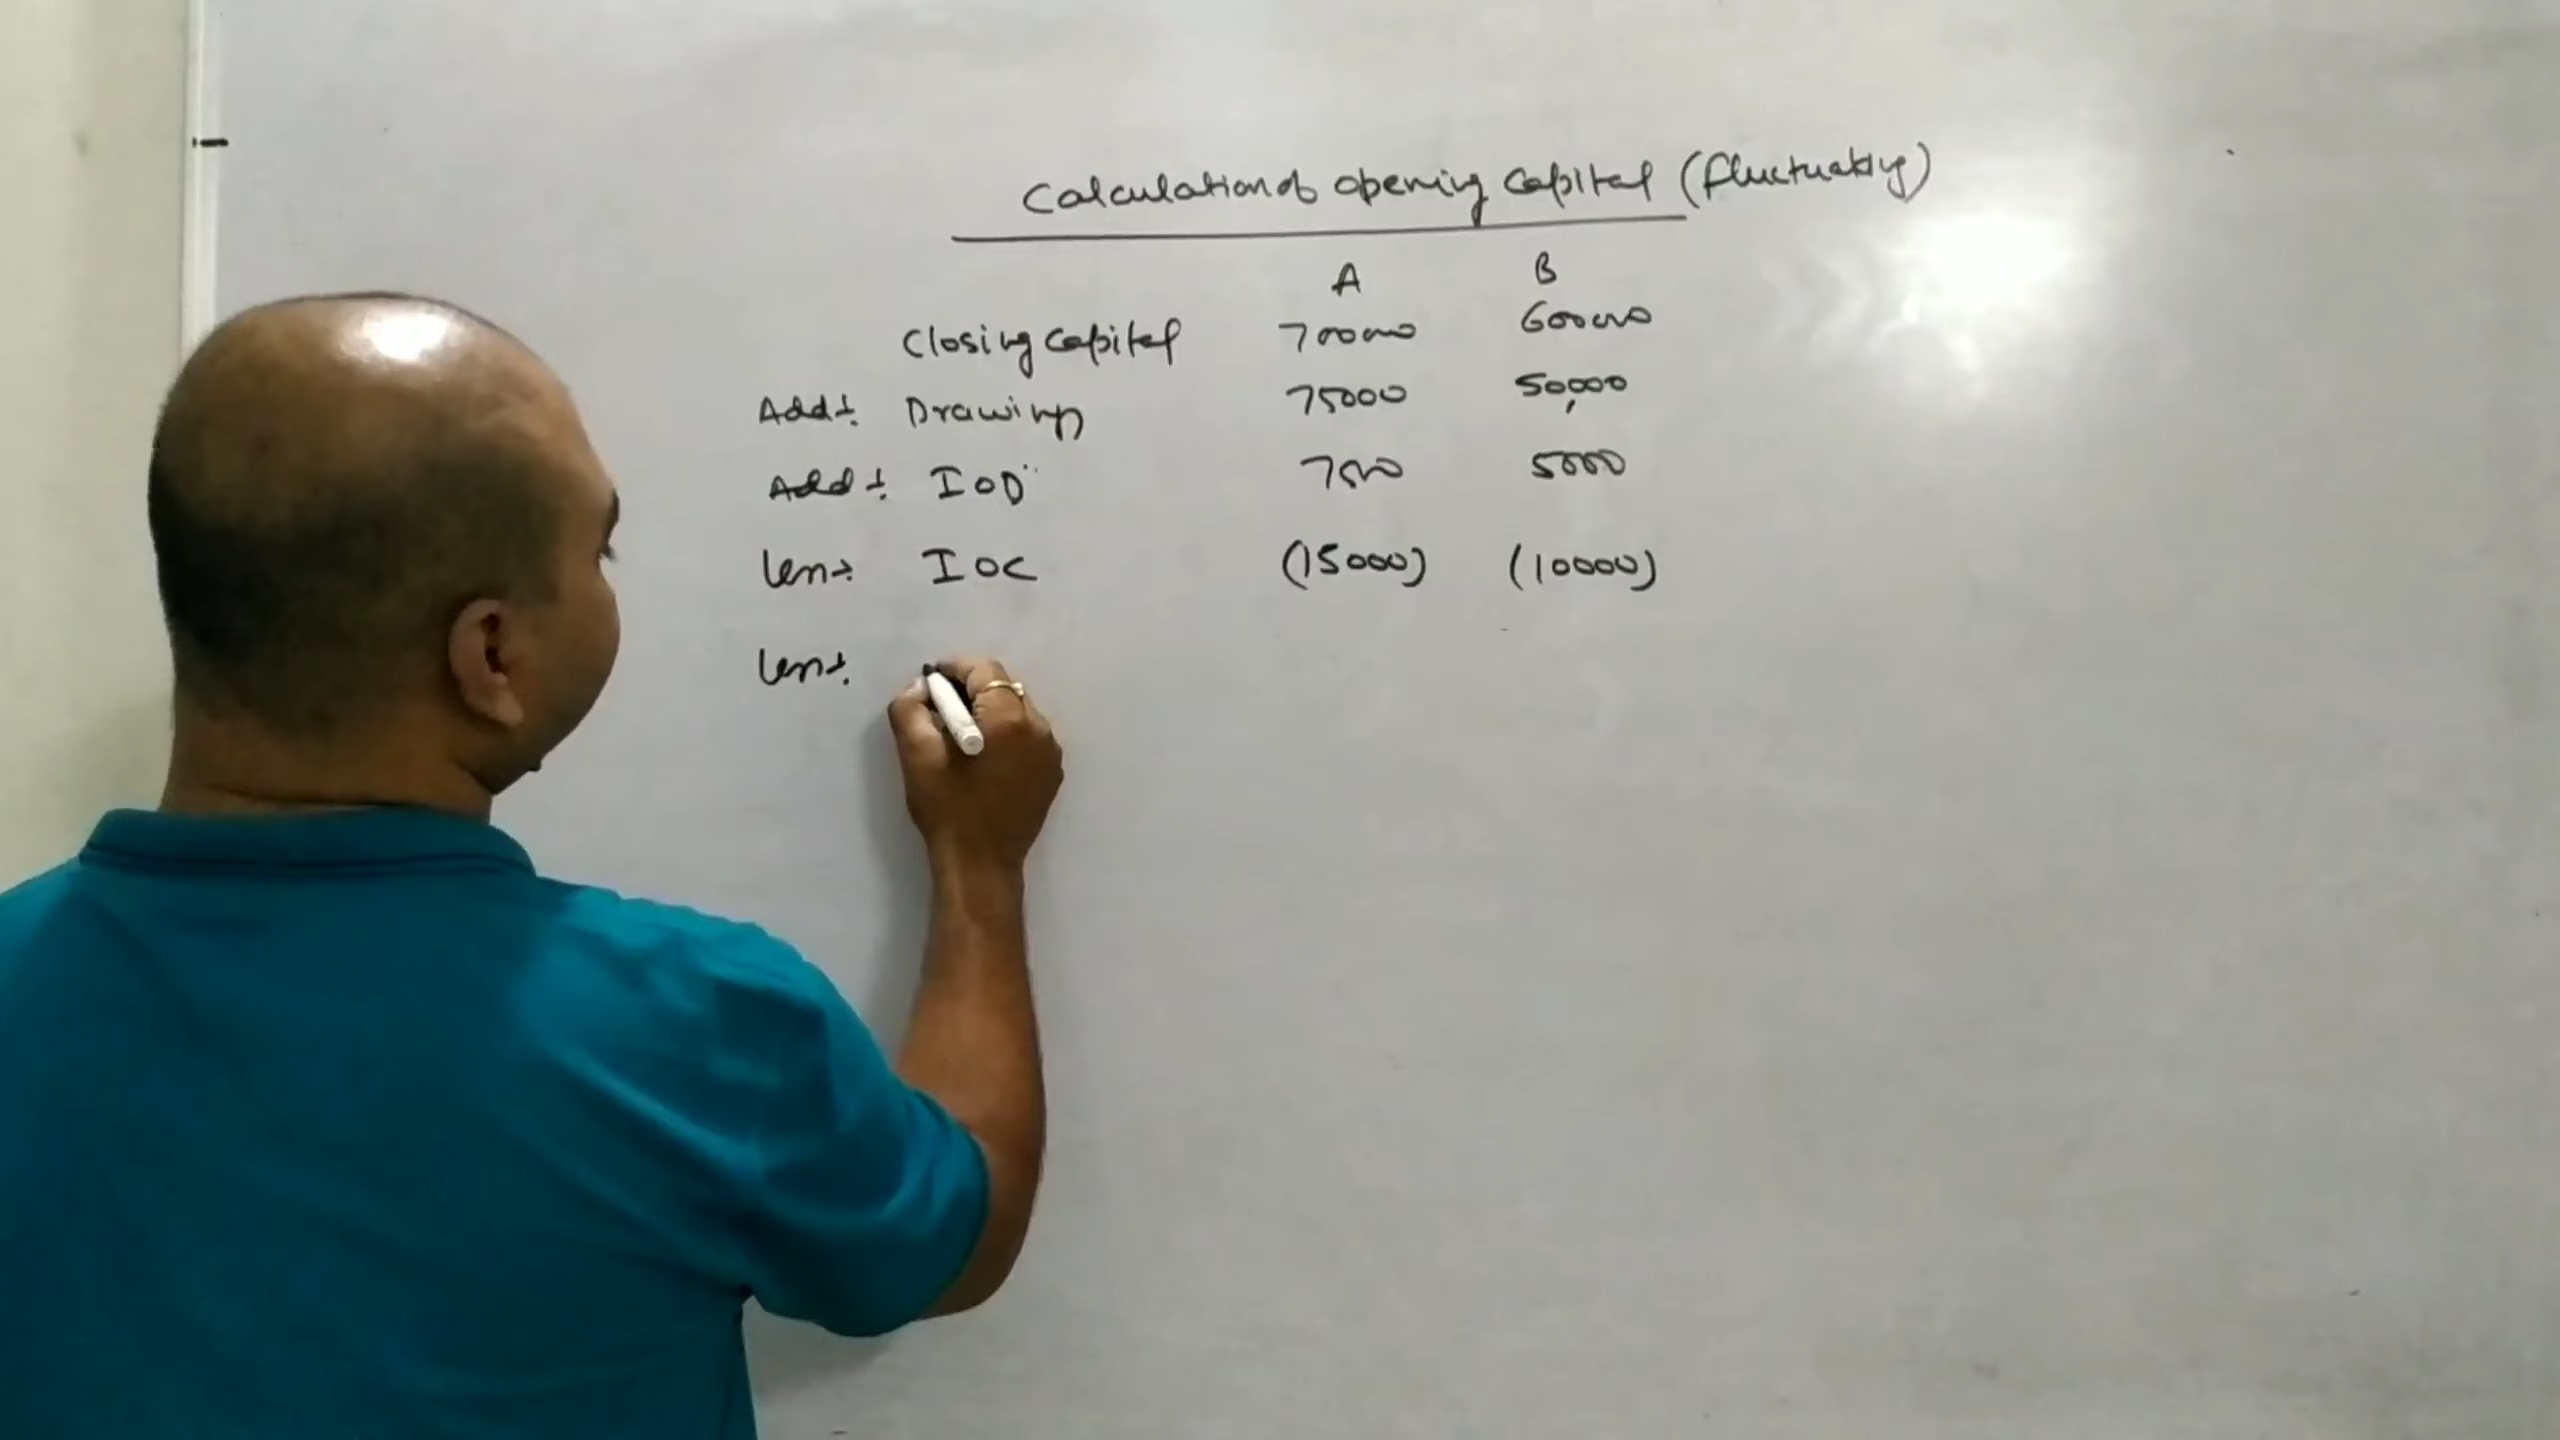 Calculation of opening capital (fluctuating)
A B
Closing capital 700000 600000
Add: Drawings 75000 50,000
Add: IOD 7500 5000
Less: IOC (15000) (10000)
Less: